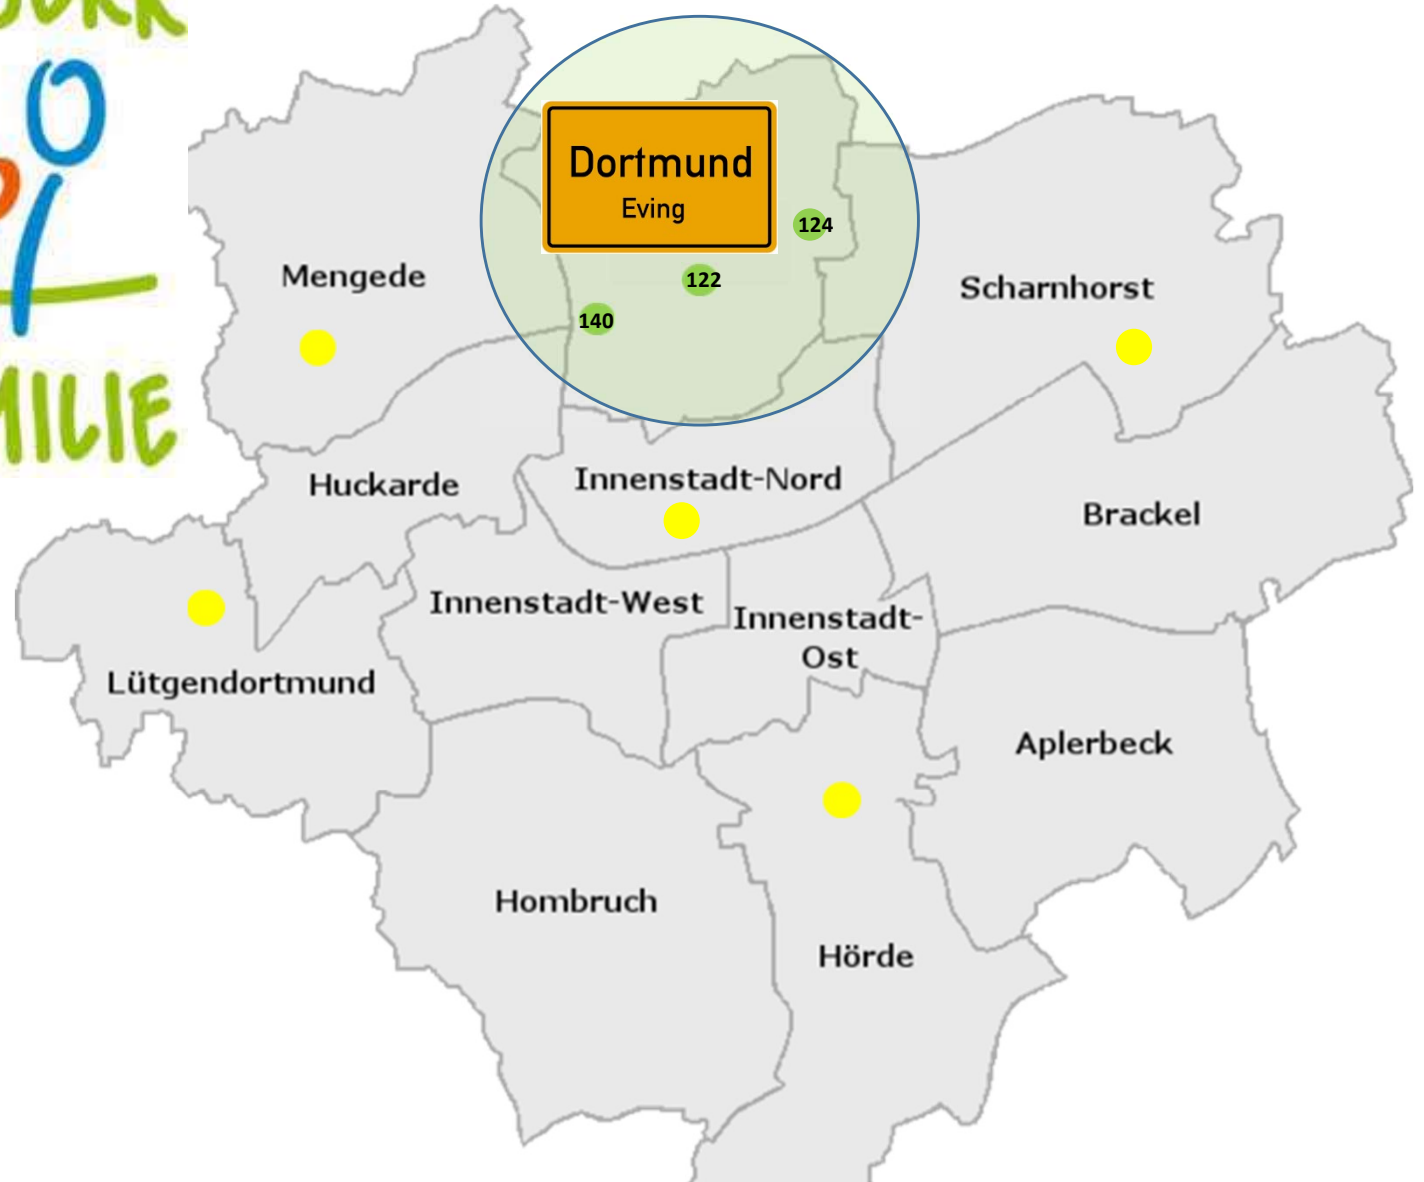 MILIE
Dortmund
Eving
124
122
140
Mengede
Scharnhorst
Huckarde
Innenstadt-Nord
Brackel
Innenstadt-West
Innenstadt-
Ost
Lütgendortmund
Aplerbeck
Hombruch
Hörde